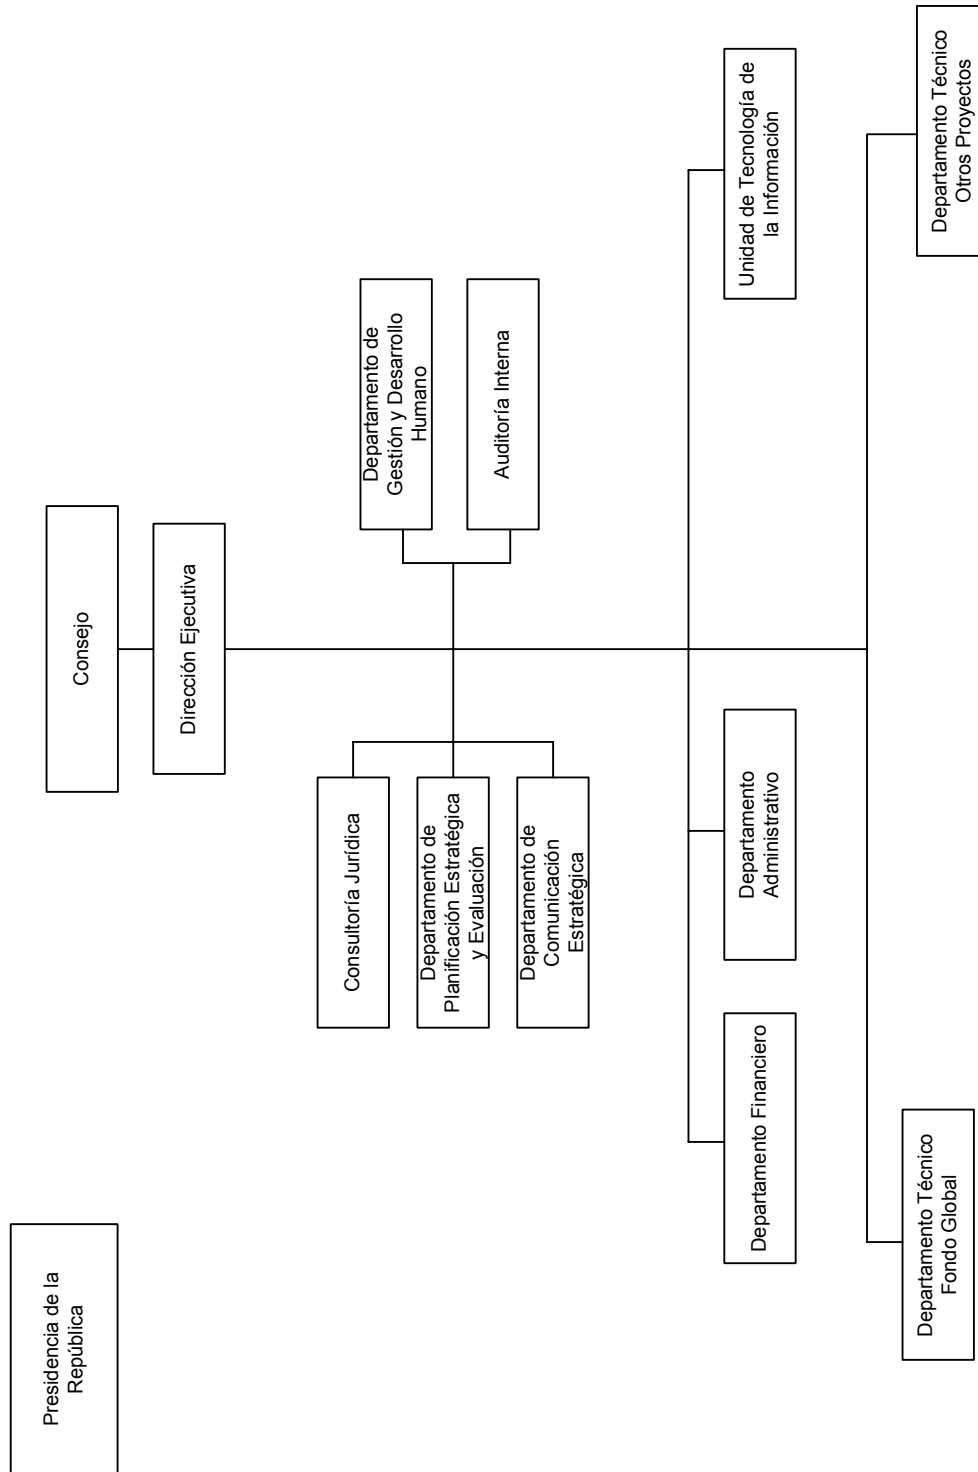 Presidencia de la
República
Consejo
Dirección Ejecutiva
Consultoría Jurídica
Departamento de
Planificación Estratégica
y Evaluación
Departamento de
Comunicación
Estratégica
Departamento de
Gestión y Desarrollo
Humano
Auditoría Interna
Departamento Financiero
Departamento
Administrativo
Unidad de Tecnología de
la Información
Departamento Técnico
Fondo Global
Departamento Técnico
Otros Proyectos